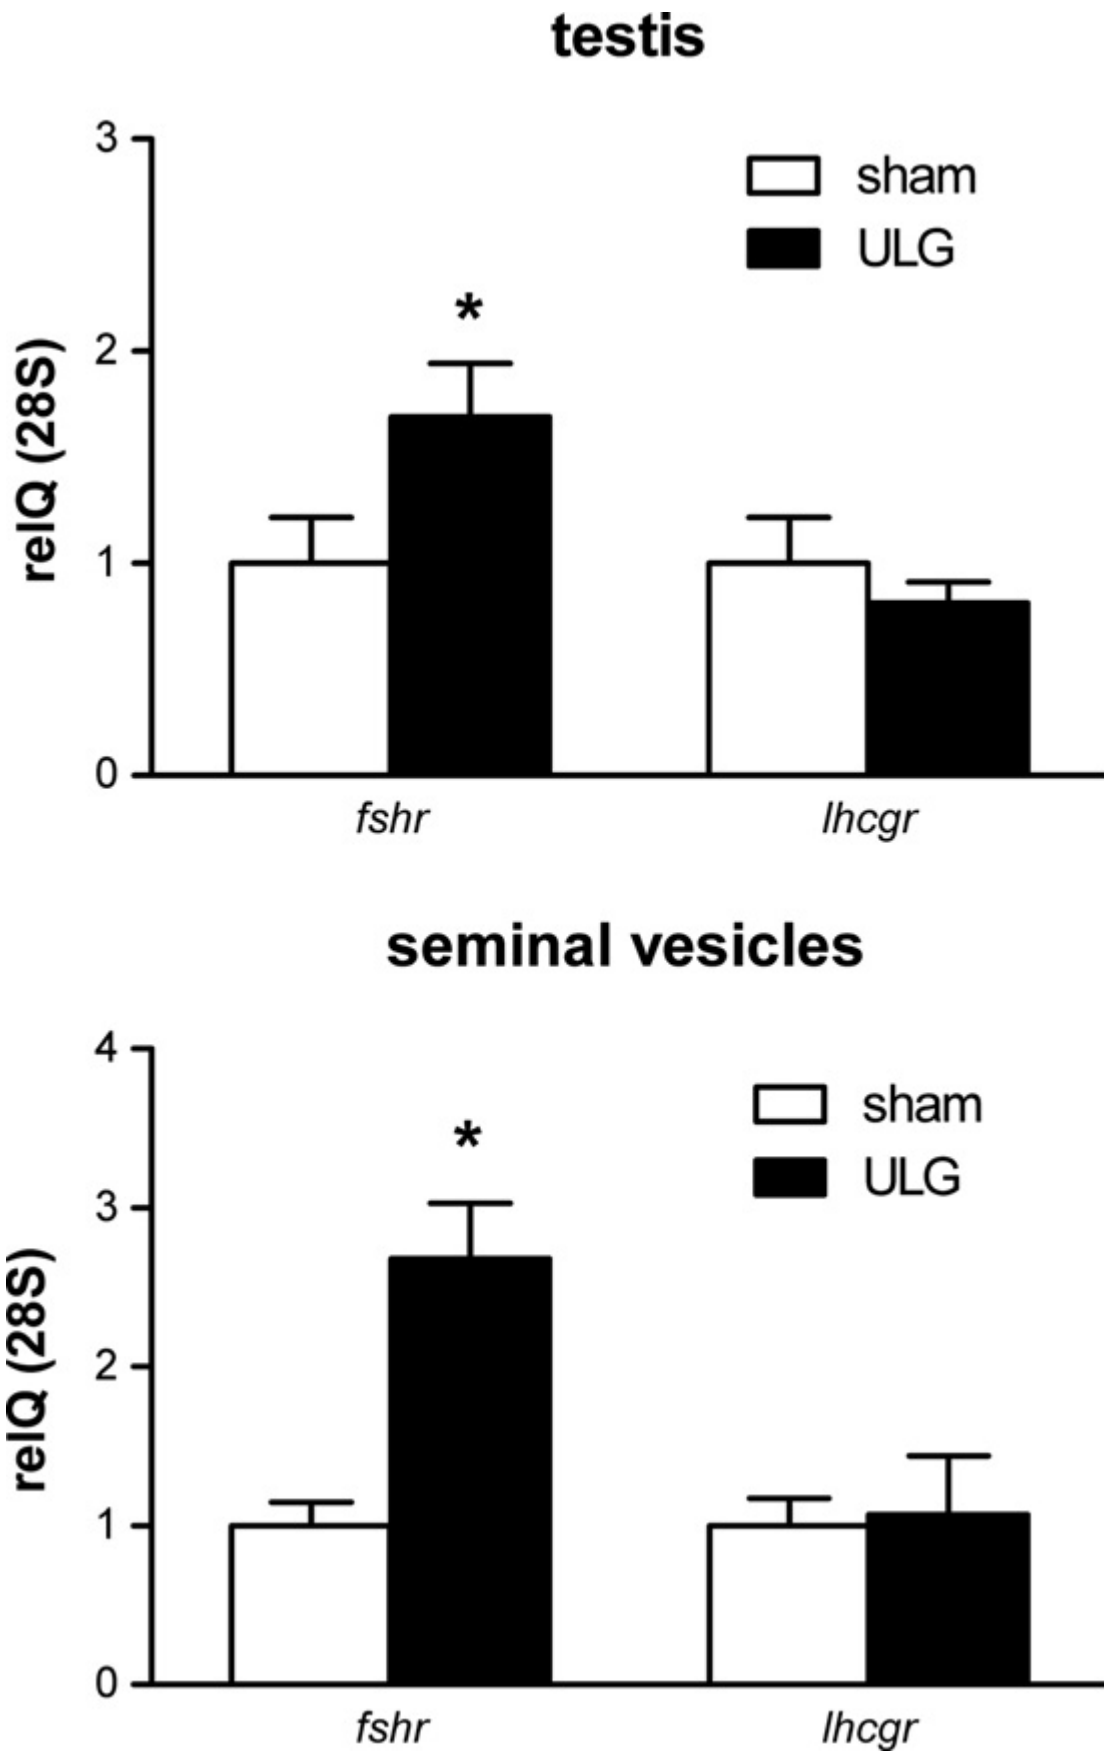 testis
3
2
1
0
relQ (28S)
sham
ULG
*
fshr
lhcgr
seminal vesicles
4
3
2
1
0
relQ (28S)
sham
ULG
*
fshr
lhcgr